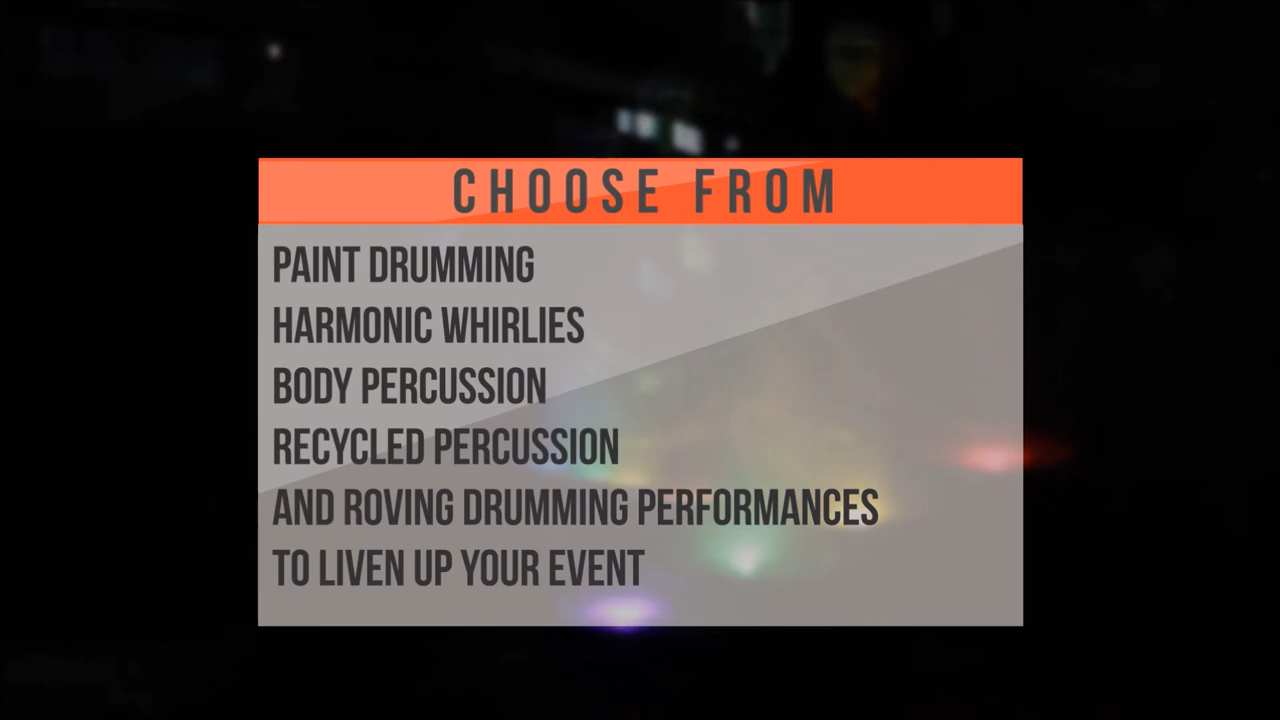 CHOOSE FROM
PAINT DRUMMING
HARMONIC WHIRLIES
BODY PERCUSSION
RECYCLED PERCUSSION
AND ROVING DRUMMING PERFORMANCES
TO LIVEN UP YOUR EVENT